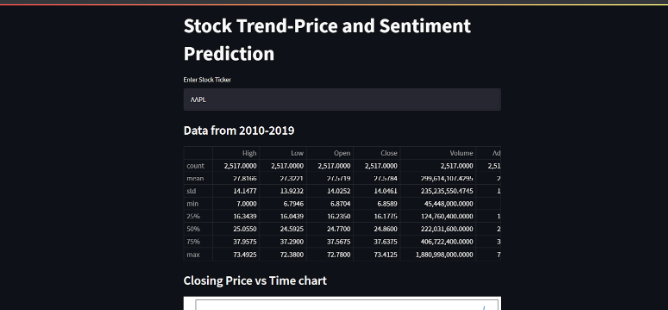 Stock Trend-Price and Sentiment
Prediction
Enter Stock Ticker
AAPL
Data from 2010-2019
High Low Open Close Volume Ad
count 2,517.0000 2,517.0000 2,517.0000 2,517.0000 2,517.0000 2,51
mean 27.8166 27.3221 27.5719 27.5784 299,614,107.4295 2
std 14.1477 13.9232 14.0252 14.0461 235,235,550.4745 1
min 7.0000 6.7946 6.8704 6.8589 45,448,000.0000
25% 16.3439 16.0439 16.2350 16.1775 124,760,400.0000 1
50% 25.0550 24.5925 24.7700 24.8600 222,031,600.0000 2
75% 37.9575 37.2900 37.5675 37.6375 406,722,400.0000 3
max 73.4925 72.3800 72.7800 73.4125 1,880,998,000.0000 7
Closing Price vs Time chart